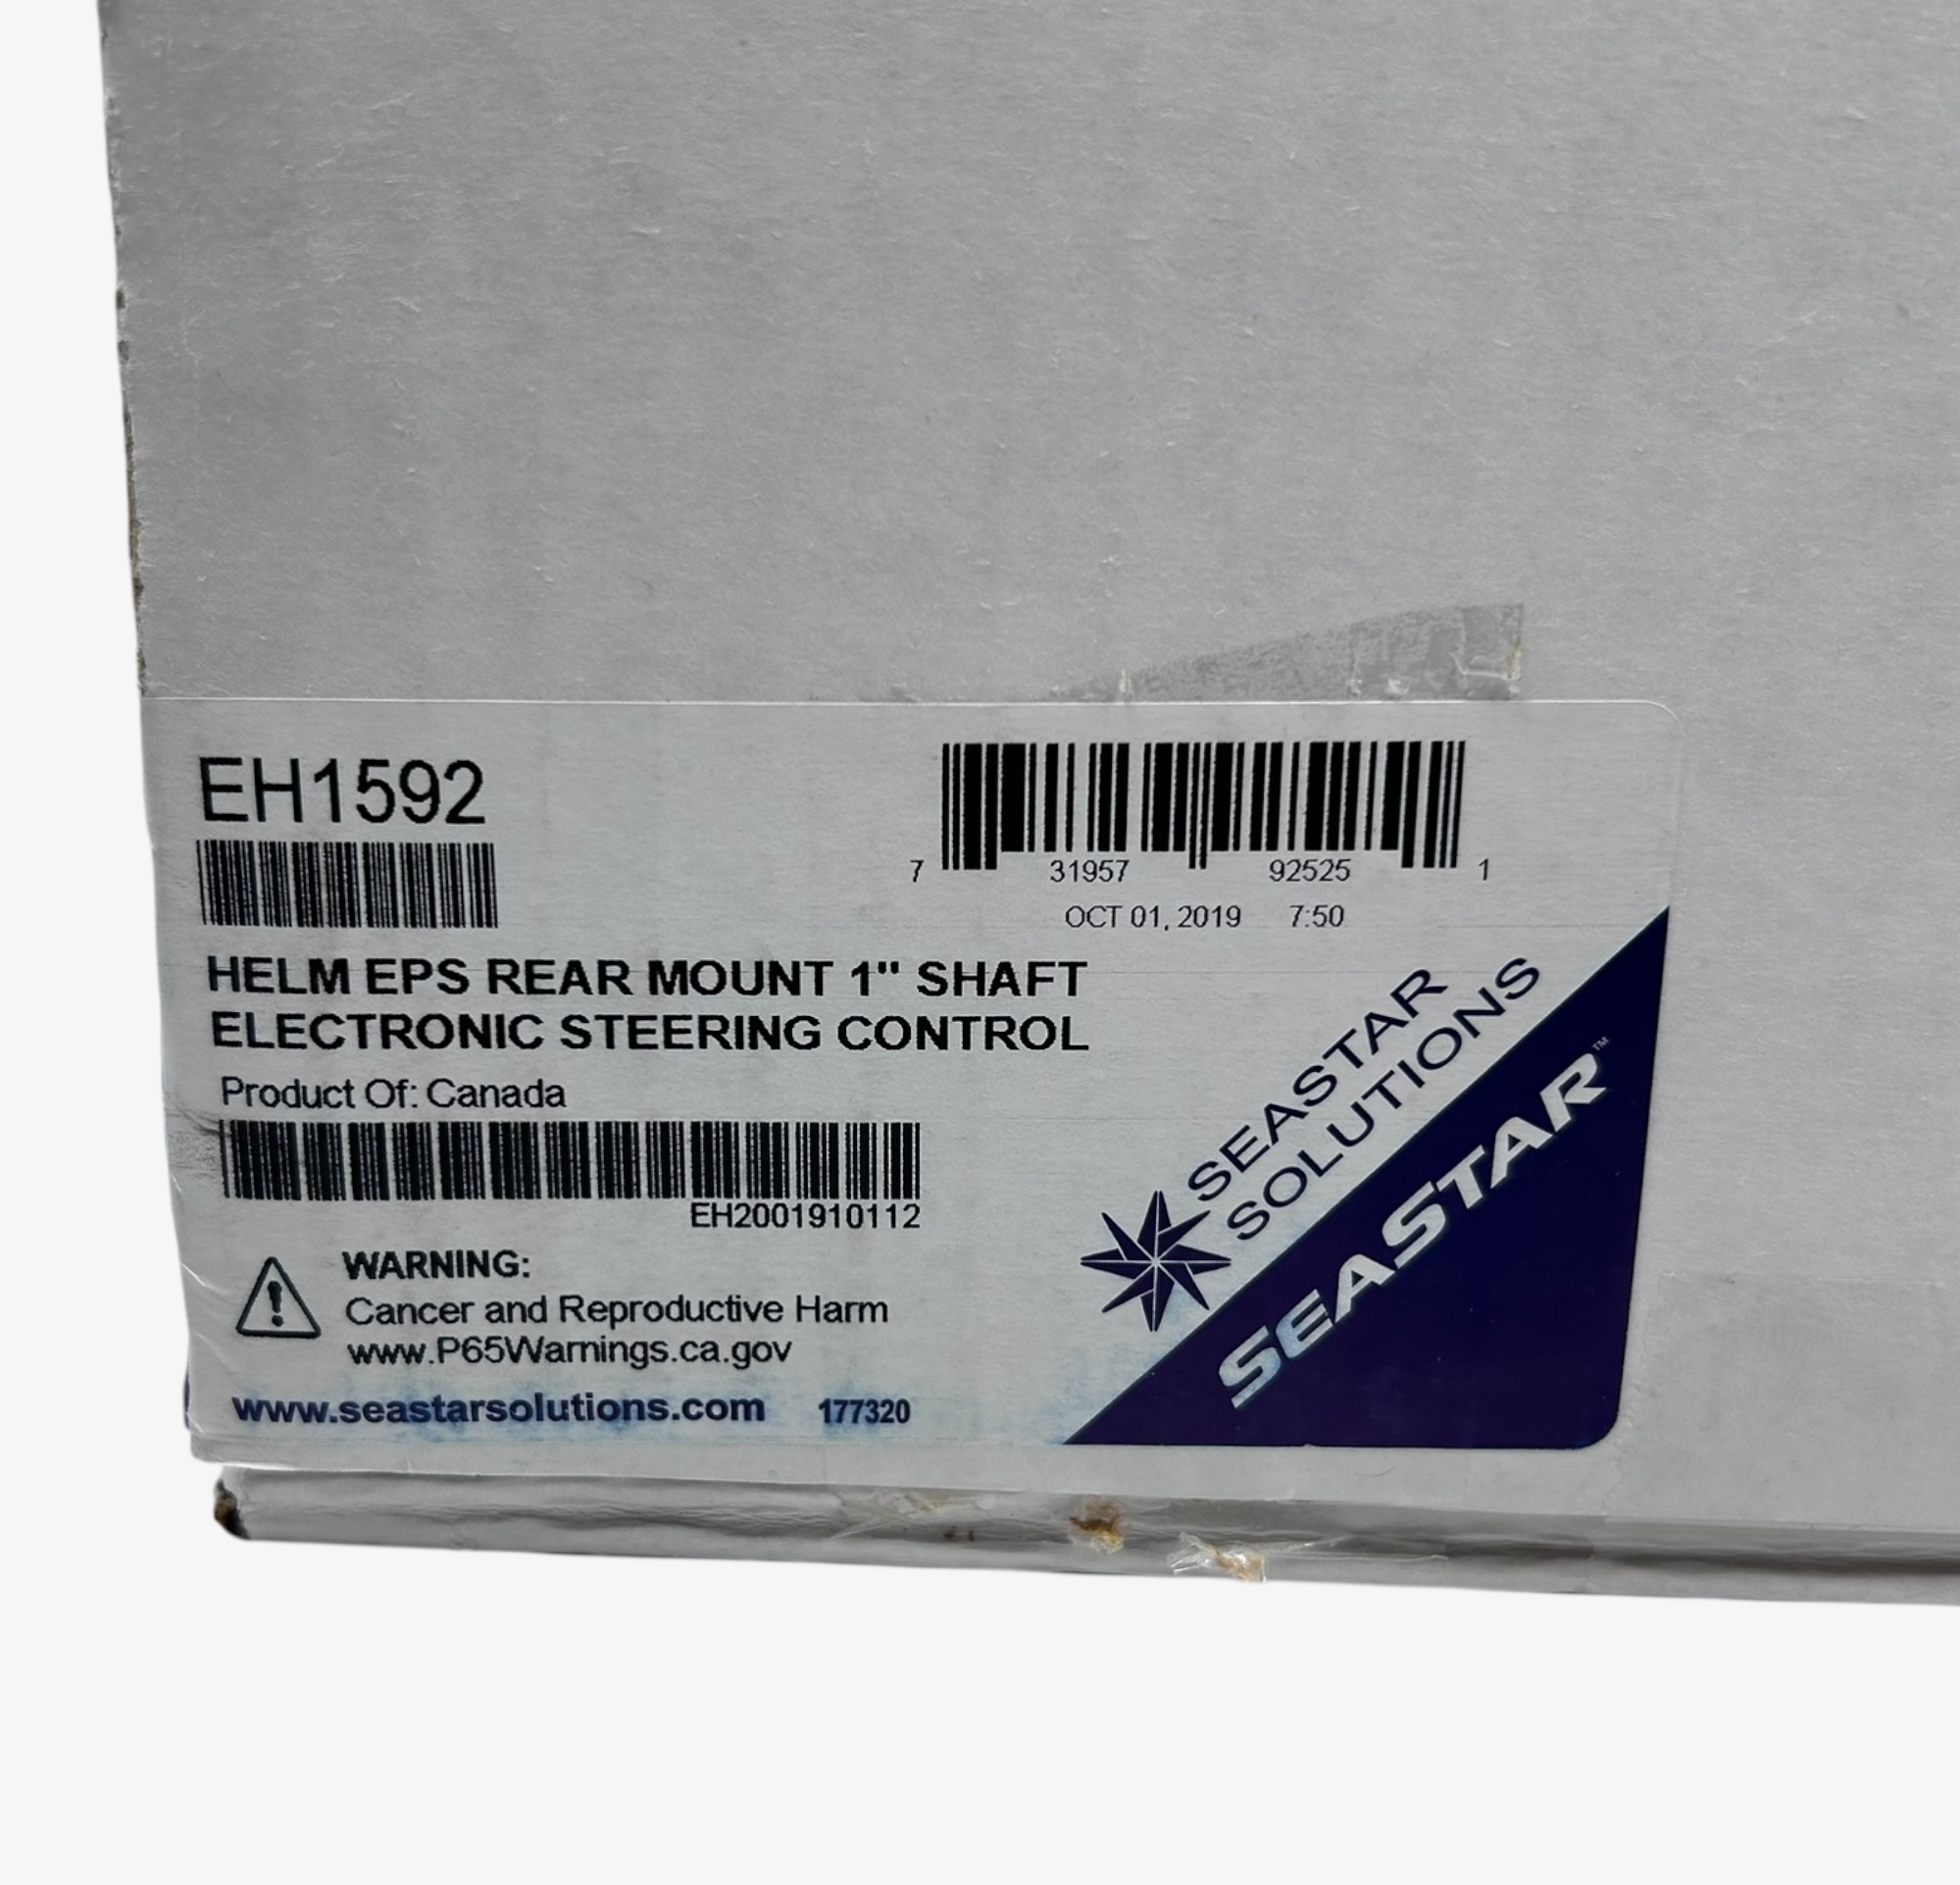 EH1592
7 31957 92525 1
OCT 01, 2019 7:50
HELM EPS REAR MOUNT 1" SHAFT
ELECTRONIC STEERING CONTROL
Product Of: Canada
EH2001910112
WARNING:
Cancer and Reproductive Harm
www.P65Warnings.ca.gov
www.seastarsolutions.com 177320
SEASTAR
SOLUTIONS
SEASTAR™